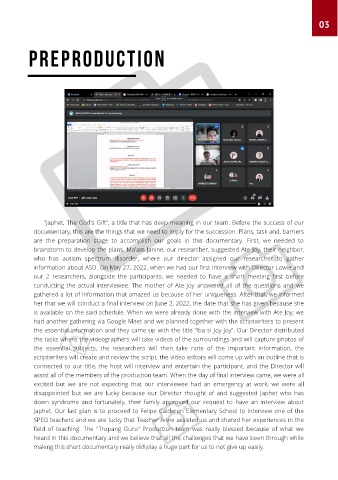 03
PREPRODUCTION
"Japhet, The God's Gift", a title that has deep meaning in our team. Before the success of our
documentary, this are the things that we need to imply for the succession. Plans, task and, barriers
are the preparation stage to accomplish our goals in this documentary. First, we needed to
brainstorm to develop the plans. Ma'am Janine, our researcher, suggested Ate Joy, their neighbor,
who has autism spectrum disorder, where our director assigned our researcher to gather
information about ASD. On May 27, 2022, when we had our first interview with Director Lowie and
our 2 researchers, alongside the participants, we needed to have a short meeting first before
conducting the actual interviewee. The mother of Ate Joy answered all of the questions and we
gathered a lot of information that amazed us because of her uniqueness. After that, we informed
her that we will conduct a final interview on June 2, 2022, the date that she has given because she
is available on the said schedule. When we were already done with the interview with Ate Joy, we
had another gathering via Google Meet and we planned together with the scriptwriters to present
the essential information and they came up with the title "Ito si Joy Joy". Our Director distributed
the tasks where the videographers will take videos of the surroundings and will capture photos of
the essential subjects, the researchers will then take note of the important information, the
scriptwriters will create and review the script, the video editors will come up with an outline that is
connected to our title, the host will interview and entertain the participant, and the Director will
assist all of the members of the production team. When the day of final interview came, we were all
excited but we are not expecting that our interviewee had an emergency at work, we were all
disappointed but we are lucky because our Director thought of and suggested Japhet who has
down syndrome and fortunately, their family approved our request to have an interview about
Japhet. Our last plan is to proceed to Felipe Calderon Elementary School to interview one of the
SPED teachers and we are lucky that Teacher Anne assisted us and shared her experiences in the
field of teaching. The "Tropang Guro" Production team was really blessed because of what we
heard in this documentary and we believe that all the challenges that we have been through while
making this short documentary really did play a huge part for us to not give up easily.